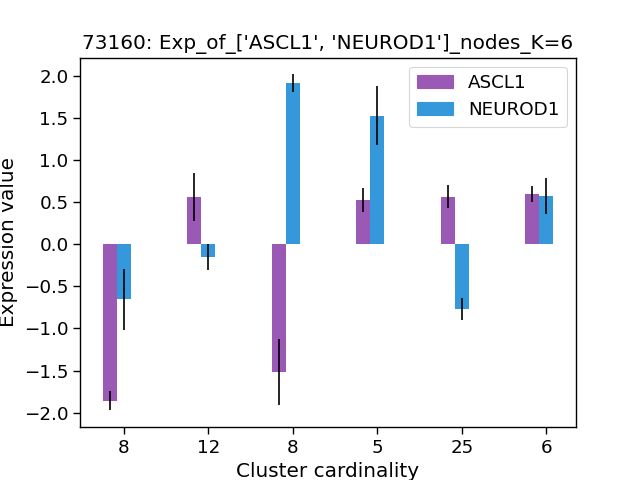 73160: Exp_of_['ASCL1', 'NEUROD1']_nodes_K=6
ASCL1
NEUROD1
Expression value
2.0
1.5
1.0
0.5
0.0
−0.5
−1.0
−1.5
−2.0
8 12 8 5 25 6
Cluster cardinality